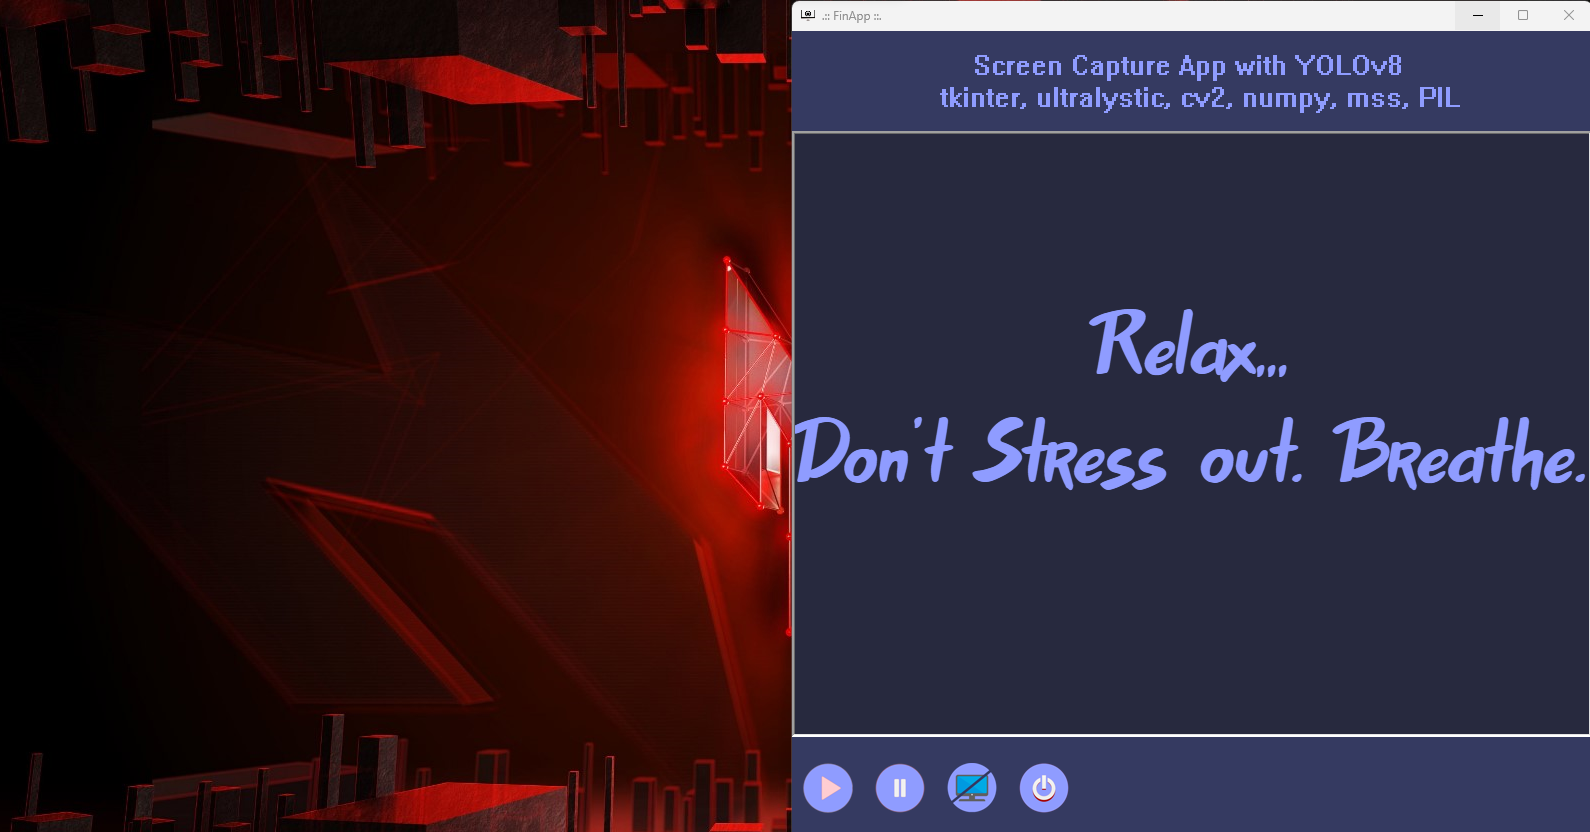 .:: FinApp ::.
Screen Capture App with YOLOv8
tkinter, ultralystic, cv2, numpy, mss, PIL
Relax...
Don't Stress out. Breathe.